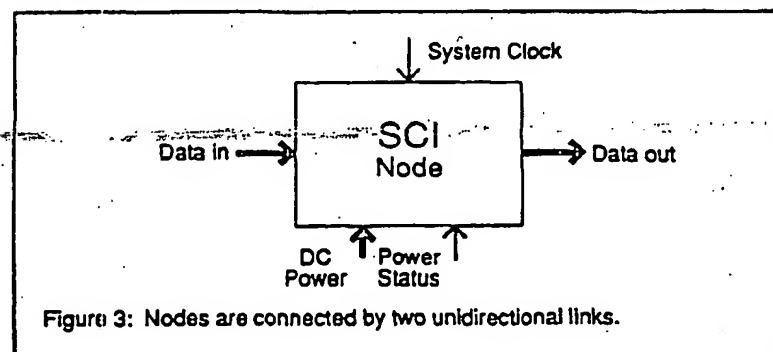 System Clock
SCI
Node
Data in
Data out
DC
Power
Power
Status
Figure 3: Nodes are connected by two unidirectional links.